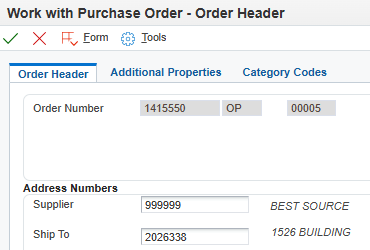 Work with Purchase Order - Order Header
Form Tools
Order Header Additional Properties Category Codes
Order Number 1415550 OP 00005
Address Numbers
Supplier 999999 BEST SOURCE
Ship To 2026338 1526 BUILDING